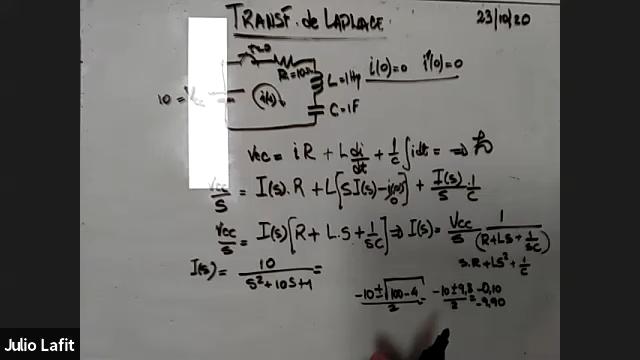 TRANSF. de LAPLACE
23/10/20
t=0
R=10Ω
L=1Hy
C=1F
i(t)
10 = Vcc
i(0)=0 i'(0)=0
Vcc = iR + L di/dt + 1/C ∫idt = ⇒
Vcc/S = I(s).R + L[SI(s)-i(0)] + I(s)/S . 1/C
0
Vcc/S = I(s)[R + L.S + 1/SC] ⇒ I(s) = Vcc/S 1/(R+LS+1/SC)
S.R+LS²+1/C
I(s) = 10/(S²+10S+1) =
(-10±√(100-4))/2 = (-10±9,8)/2 = -0,10
-9,90
Julio Lafit